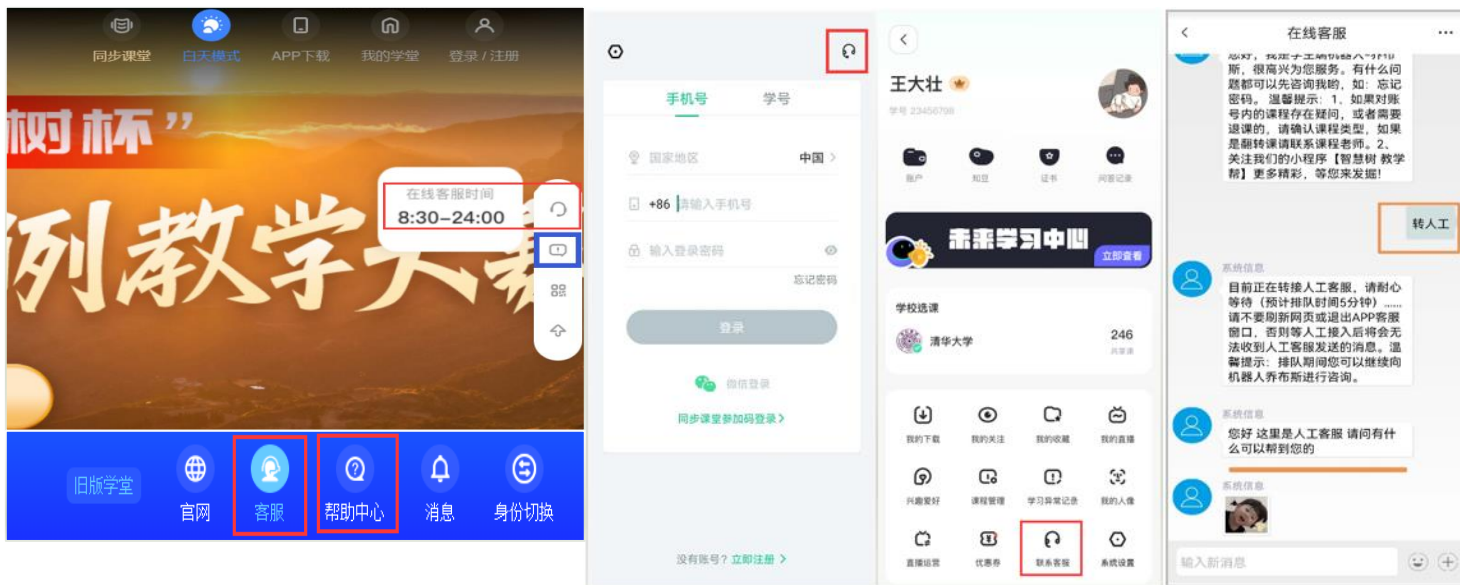 同步课堂
白天模式
APP下载
我的学堂
登录 / 注册
树杯”
例教学大赛
在线客服时间
8:30–24:00
旧版学堂
官网
客服
帮助中心
消息
身份切换
手机号
学号
国家地区
中国
+86 请输入手机号
输入登录密码
忘记密码
登录
微信登录
同步课堂参加码登录
没有账号？立即注册
王大壮
学号 23456798
账户
知豆
证书
问答记录
未来学习中心
立即查看
学校选课
清华大学
246
共享课
我的下载
我的关注
我的收藏
我的直播
兴趣爱好
课程管理
学习异常记录
我的人像
直播运营
优惠券
联系客服
系统设置
在线客服
您好，我是学生端机器人乔布
斯，很高兴为您服务。有什么问
题都可以先咨询我哟，如：忘记
密码。 温馨提示：1、如果对账
号内的课程存在疑问，或者需要
退课的，请确认课程类型，如果
是翻转课请联系课程老师。2、
关注我们的小程序【智慧树 教学
帮】更多精彩，等您来发掘！
转人工
系统信息
目前正在转接人工客服，请耐心
等待（预计排队时间5分钟）……
请不要刷新网页或退出APP客服
窗口，否则等人工接入后将会无
法收到人工客服发送的消息。温
馨提示：排队期间您可以继续向
机器人乔布斯进行咨询。
系统信息
您好 这里是人工客服 请问有什
么可以帮到您的
系统信息
输入新消息